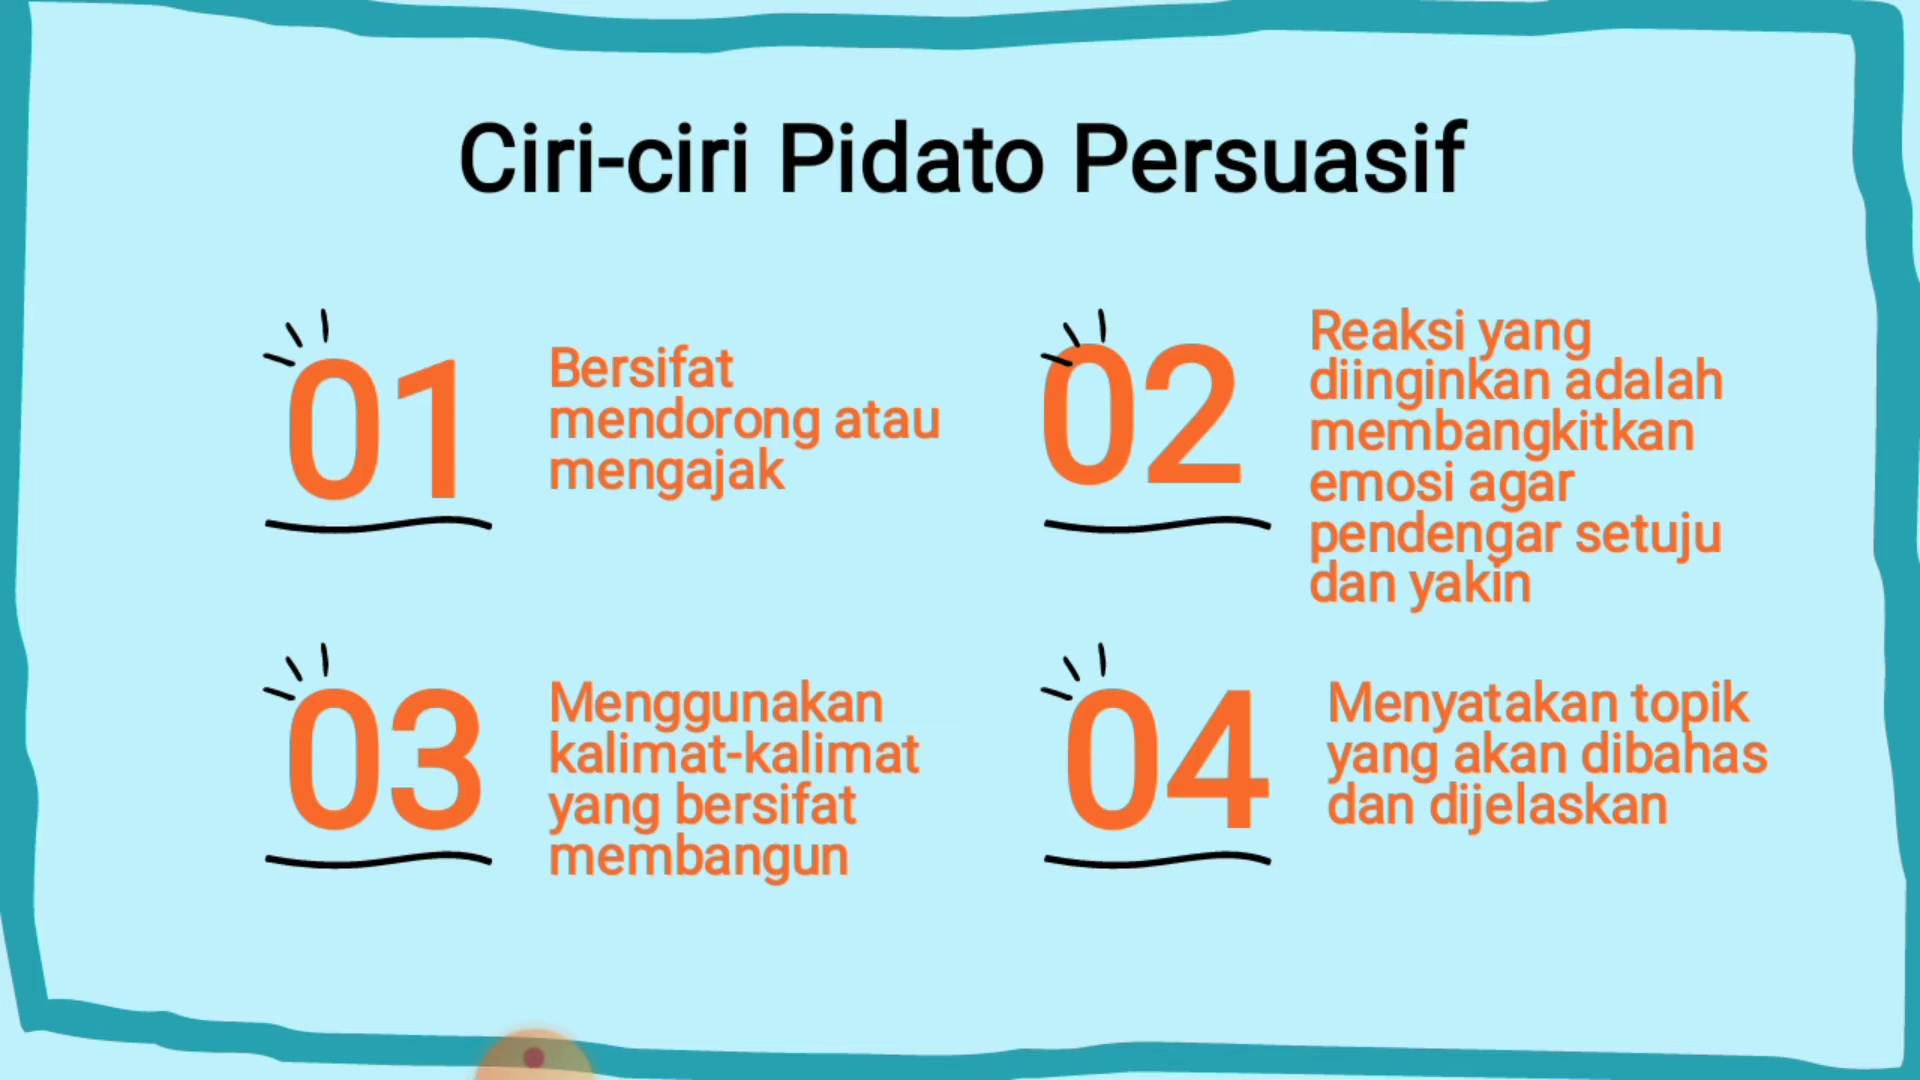 Ciri-ciri Pidato Persuasif
01
Bersifat
mendorong atau
mengajak
02
Reaksi yang
diinginkan adalah
membangkitkan
emosi agar
pendengar setuju
dan yakin
03
Menggunakan
kalimat-kalimat
yang bersifat
membangun
04
Menyatakan topik
yang akan dibahas
dan dijelaskan